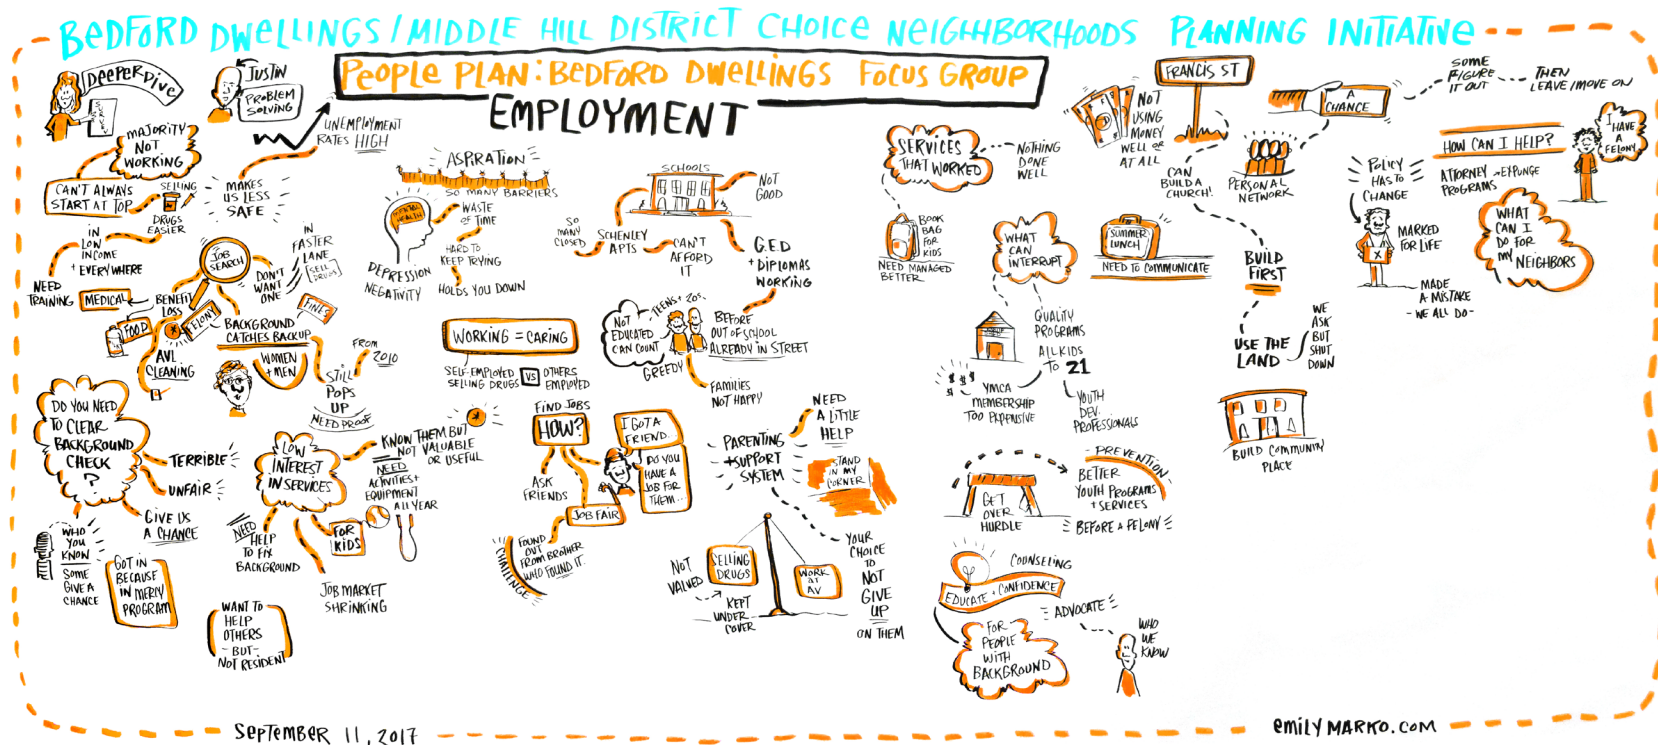 BEDFORD DWELLINGS / MIDDLE HILL DISTRICT CHOICE NEIGHBORHOODS PLANNING INITIATIVE
PEOPLE PLAN: BEDFORD DWELLINGS FOCUS GROUP
EMPLOYMENT
DEEPER DIVE
JUSTIN
PROBLEM
SOLVING
UNEMPLOYMENT
RATES HIGH
MAJORITY
NOT
WORKING
CAN'T ALWAYS
START AT TOP
SELLING
DRUGS
EASIER
MAKES
US LESS
SAFE
IN
LOW
INCOME
+ EVERYWHERE
NEED
TRAINING
MEDICAL
FOOD
BENEFIT
LOSS
JOB
SEARCH
DON'T
WANT
ONE
IN
FASTER
LANE
SELL
DRUGS
FELONY
FINES
BACKGROUND
CATCHES BACK UP
AVL
CLEANING
WOMEN
+ MEN
FROM
2010
STILL
POPS
UP
NEED PROOF
DO YOU NEED
TO CLEAR
BACKGROUND
CHECK
?
TERRIBLE
UNFAIR
GIVE US
A CHANCE
WHO
YOU
KNOW
SOME
GIVE A
CHANCE
GOT IN
BECAUSE
IN MERCY
PROGRAM
LOW
INTEREST
IN SERVICES
KNOW THEM BUT
NOT VALUABLE
OR USEFUL
NEED
ACTIVITIES +
EQUIPMENT
ALL YEAR
FOR
KIDS
NEED
HELP
TO FIX
BACKGROUND
JOB MARKET
SHRINKING
WANT TO
HELP
OTHERS
- BUT -
NOT RESIDENT
ASPIRATION
SO MANY BARRIERS
MENTAL
HEALTH
WASTE
OF TIME
HARD TO
KEEP TRYING
HOLDS YOU DOWN
DEPRESSION
NEGATIVITY
WORKING = CARING
SELF-EMPLOYED
SELLING DRUGS
VS
OTHERS
EMPLOYED
SCHOOLS
NOT
GOOD
SO
MANY
CLOSED
SCHENLEY
APTS
CAN'T
AFFORD
IT
G.E.D
+
DIPLOMAS
WORKING
NOT
EDUCATED
CAN COUNT
TEENS + 20s
GREEDY
BEFORE
OUT OF SCHOOL
ALREADY IN STREET
FAMILIES
NOT HAPPY
FIND JOBS
HOW?
ASK
FRIENDS
JOB FAIR
I GOT A
FRIEND
DO YOU
HAVE A
JOB FOR
THEM...
CHALLENGE
FOUND
OUT
FROM BROTHER
WHO FOUND IT.
PARENTING
+ SUPPORT
SYSTEM
NEED
A LITTLE
HELP
STAND
IN MY
CORNER
NOT
VALUED
SELLING
DRUGS
WORK
AT
AV
KEPT
UNDER
COVER
YOUR
CHOICE
TO
NOT
GIVE
UP
ON THEM
SERVICES
THAT WORKED
NOTHING
DONE
WELL
BOOK
BAG
FOR
KIDS
NEED MANAGED
BETTER
WHAT
CAN
INTERRUPT
SUMMER
LUNCH
NEED TO COMMUNICATE
QUALITY
PROGRAMS
ALL KIDS
TO 21
$ $ $
YMCA
MEMBERSHIP
TOO EXPENSIVE
YOUTH
DEV.
PROFESSIONALS
GET
OVER
HURDLE
- PREVENTION -
BETTER
YOUTH PROGRAMS
+ SERVICES
BEFORE A FELONY
COUNSELING
EDUCATE + CONFIDENCE
FOR
PEOPLE
WITH
BACKGROUND
ADVOCATE
WHO
WE
KNOW
NOT
USING
MONEY
WELL OR
AT ALL
FRANCIS ST
CAN
BUILD A
CHURCH!
PERSONAL
NETWORK
A
CHANCE
SOME
FIGURE
IT OUT
THEN
LEAVE / MOVE ON
BUILD
FIRST
USE THE
LAND
WE
ASK
BUT
SHUT
DOWN
BUILD COMMUNITY
PLACE
HOW CAN I HELP?
ATTORNEY → EXPUNGE
PROGRAMS
I HAVE
A
FELONY
POLICY
HAS TO
CHANGE
MARKED
FOR LIFE
X
MADE
A MISTAKE
- WE ALL DO -
WHAT
CAN I
DO FOR
MY NEIGHBORS
SEPTEMBER 11, 2017
EMILYMARKO.COM